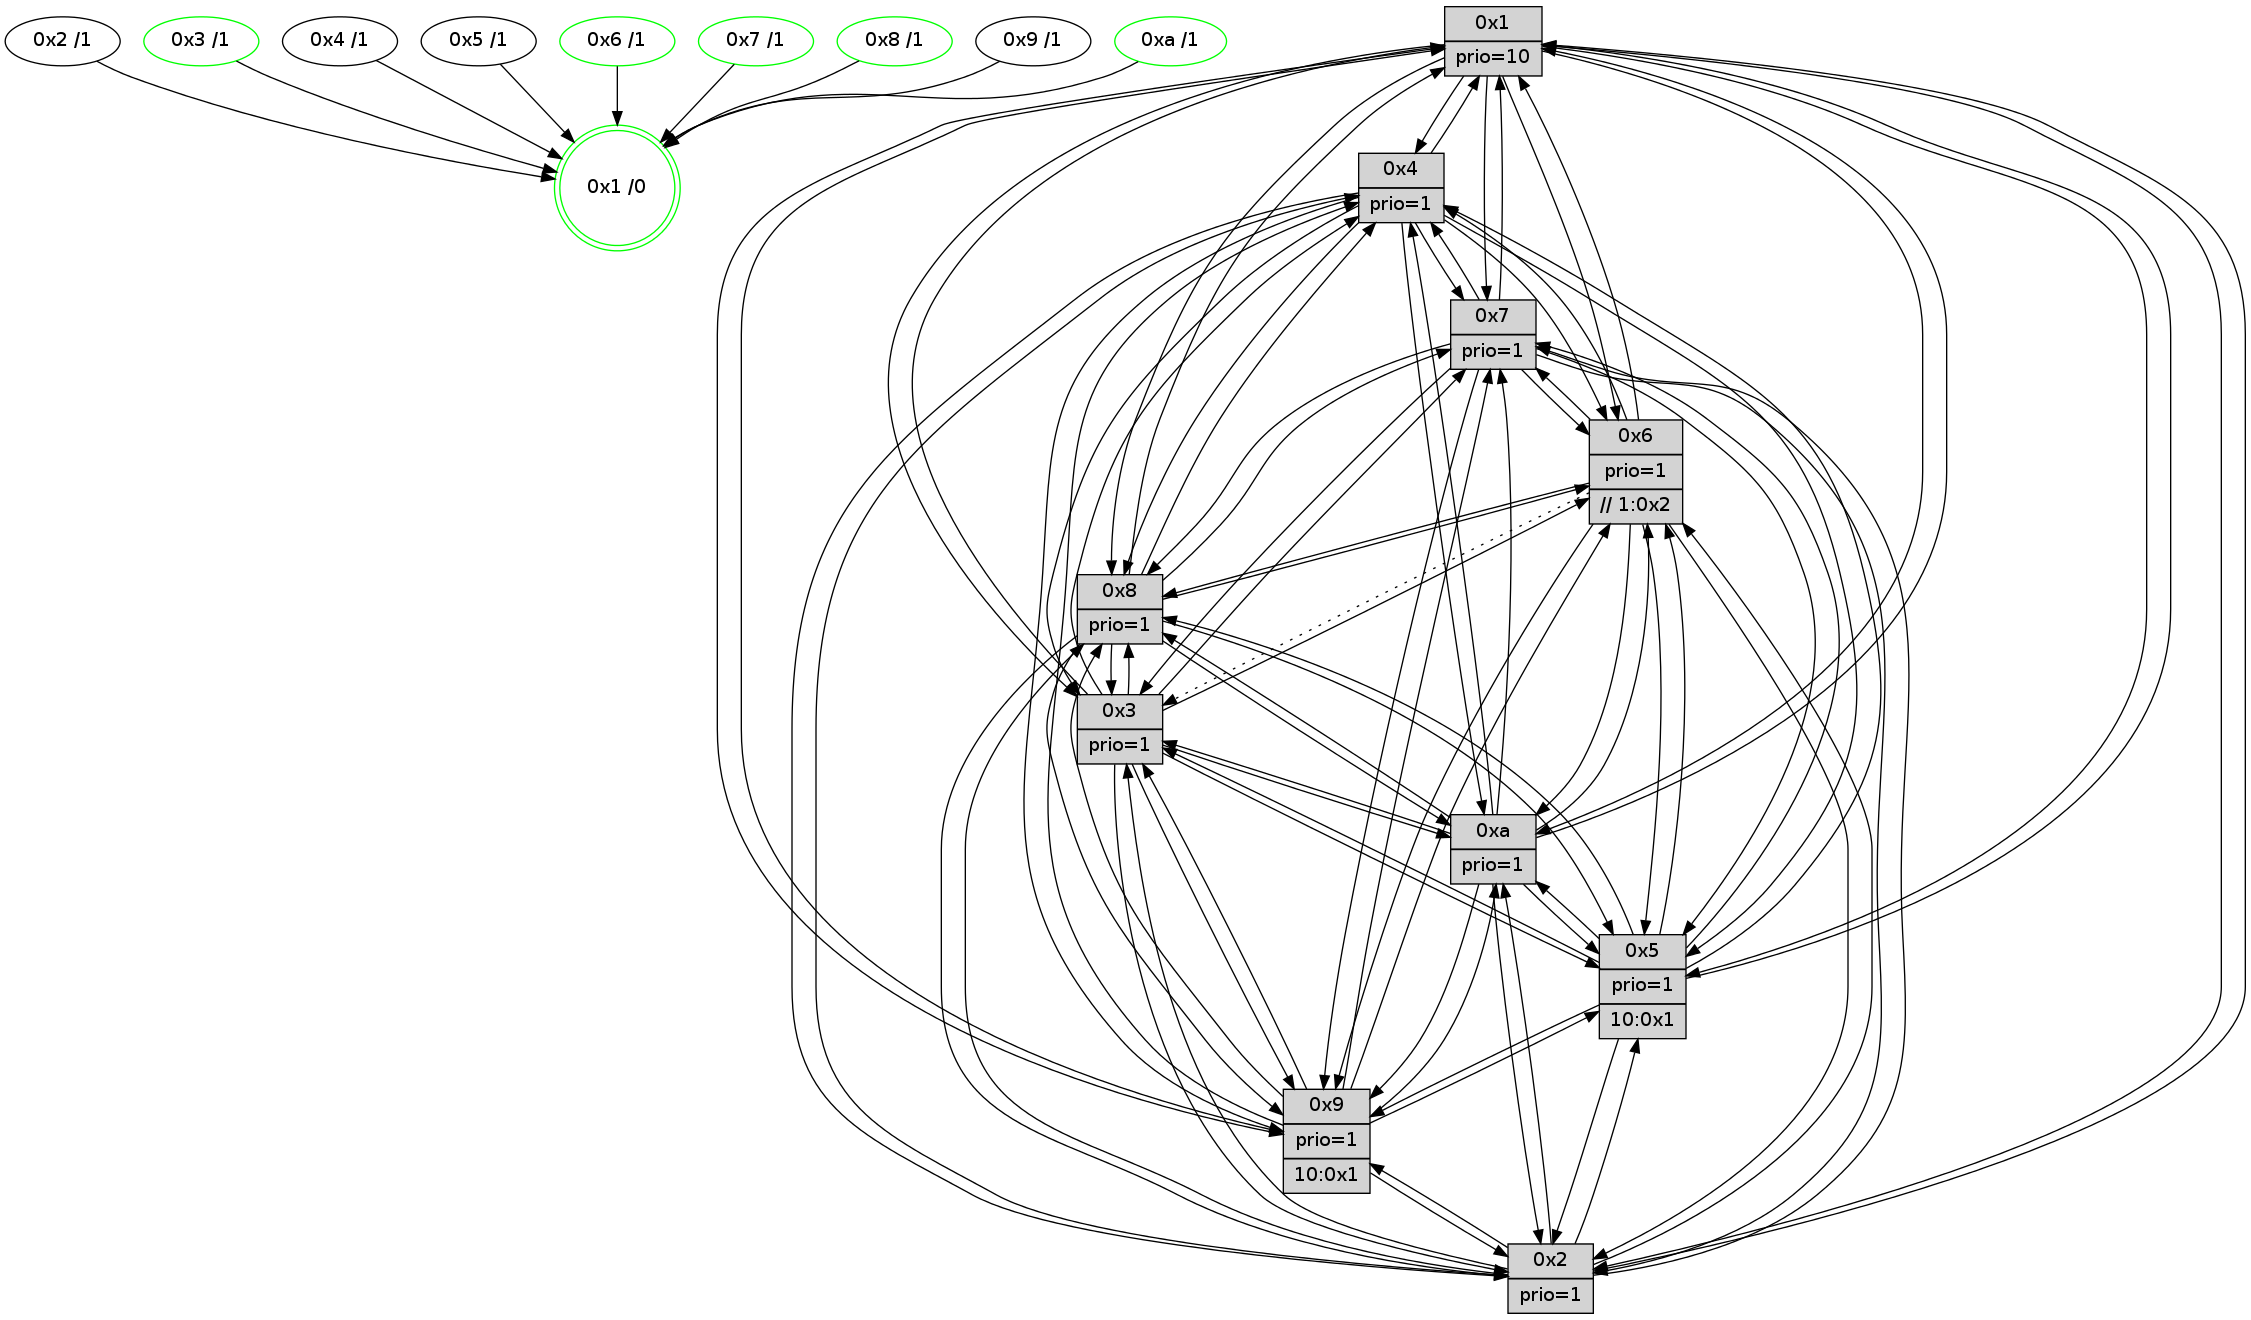 0x2 /1
0x3 /1
0x4 /1
0x5 /1
0x6 /1
0x7 /1
0x8 /1
0x9 /1
0xa /1
0x1 /0
0x1
prio=10
0x4
prio=1
0x7
prio=1
0x6
prio=1
// 1:0x2
0x8
prio=1
0x3
prio=1
0xa
prio=1
0x5
prio=1
10:0x1
0x9
prio=1
10:0x1
0x2
prio=1